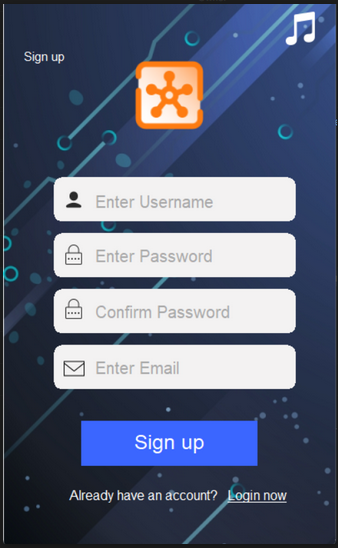 Sign up
Enter Username
Enter Password
Confirm Password
Enter Email
Sign up
Already have an account? Login now